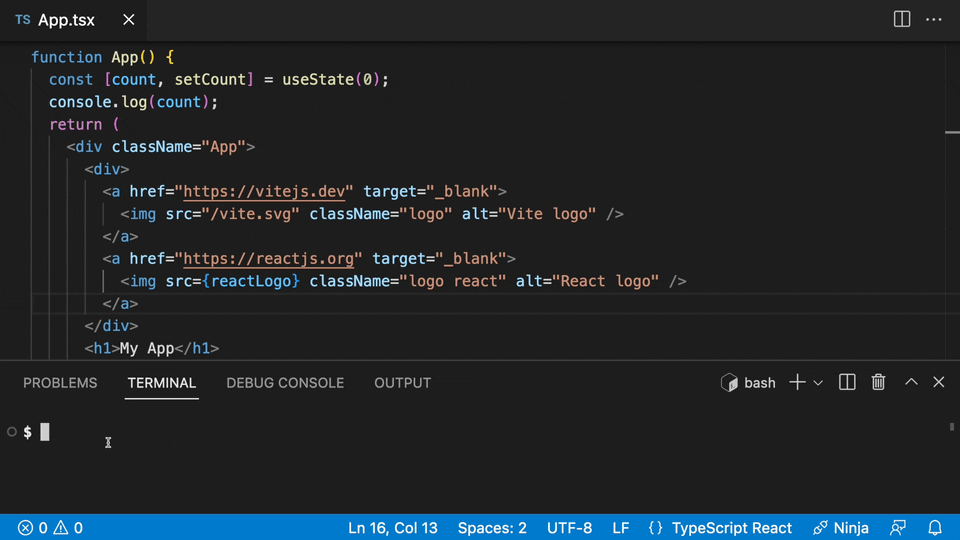 TS App.tsx
function App() {
const [count, setCount] = useState(0);
console.log(count);
return (
<div className="App">
<div>
<a href="https://vitejs.dev" target="_blank">
<img src="/vite.svg" className="logo" alt="Vite logo" />
</a>
<a href="https://reactjs.org" target="_blank">
<img src={reactLogo} className="logo react" alt="React logo" />
</a>
</div>
<h1>My App</h1>
PROBLEMS TERMINAL DEBUG CONSOLE OUTPUT bash
$
0 0 Ln 16, Col 13 Spaces: 2 UTF-8 LF {} TypeScript React Ninja